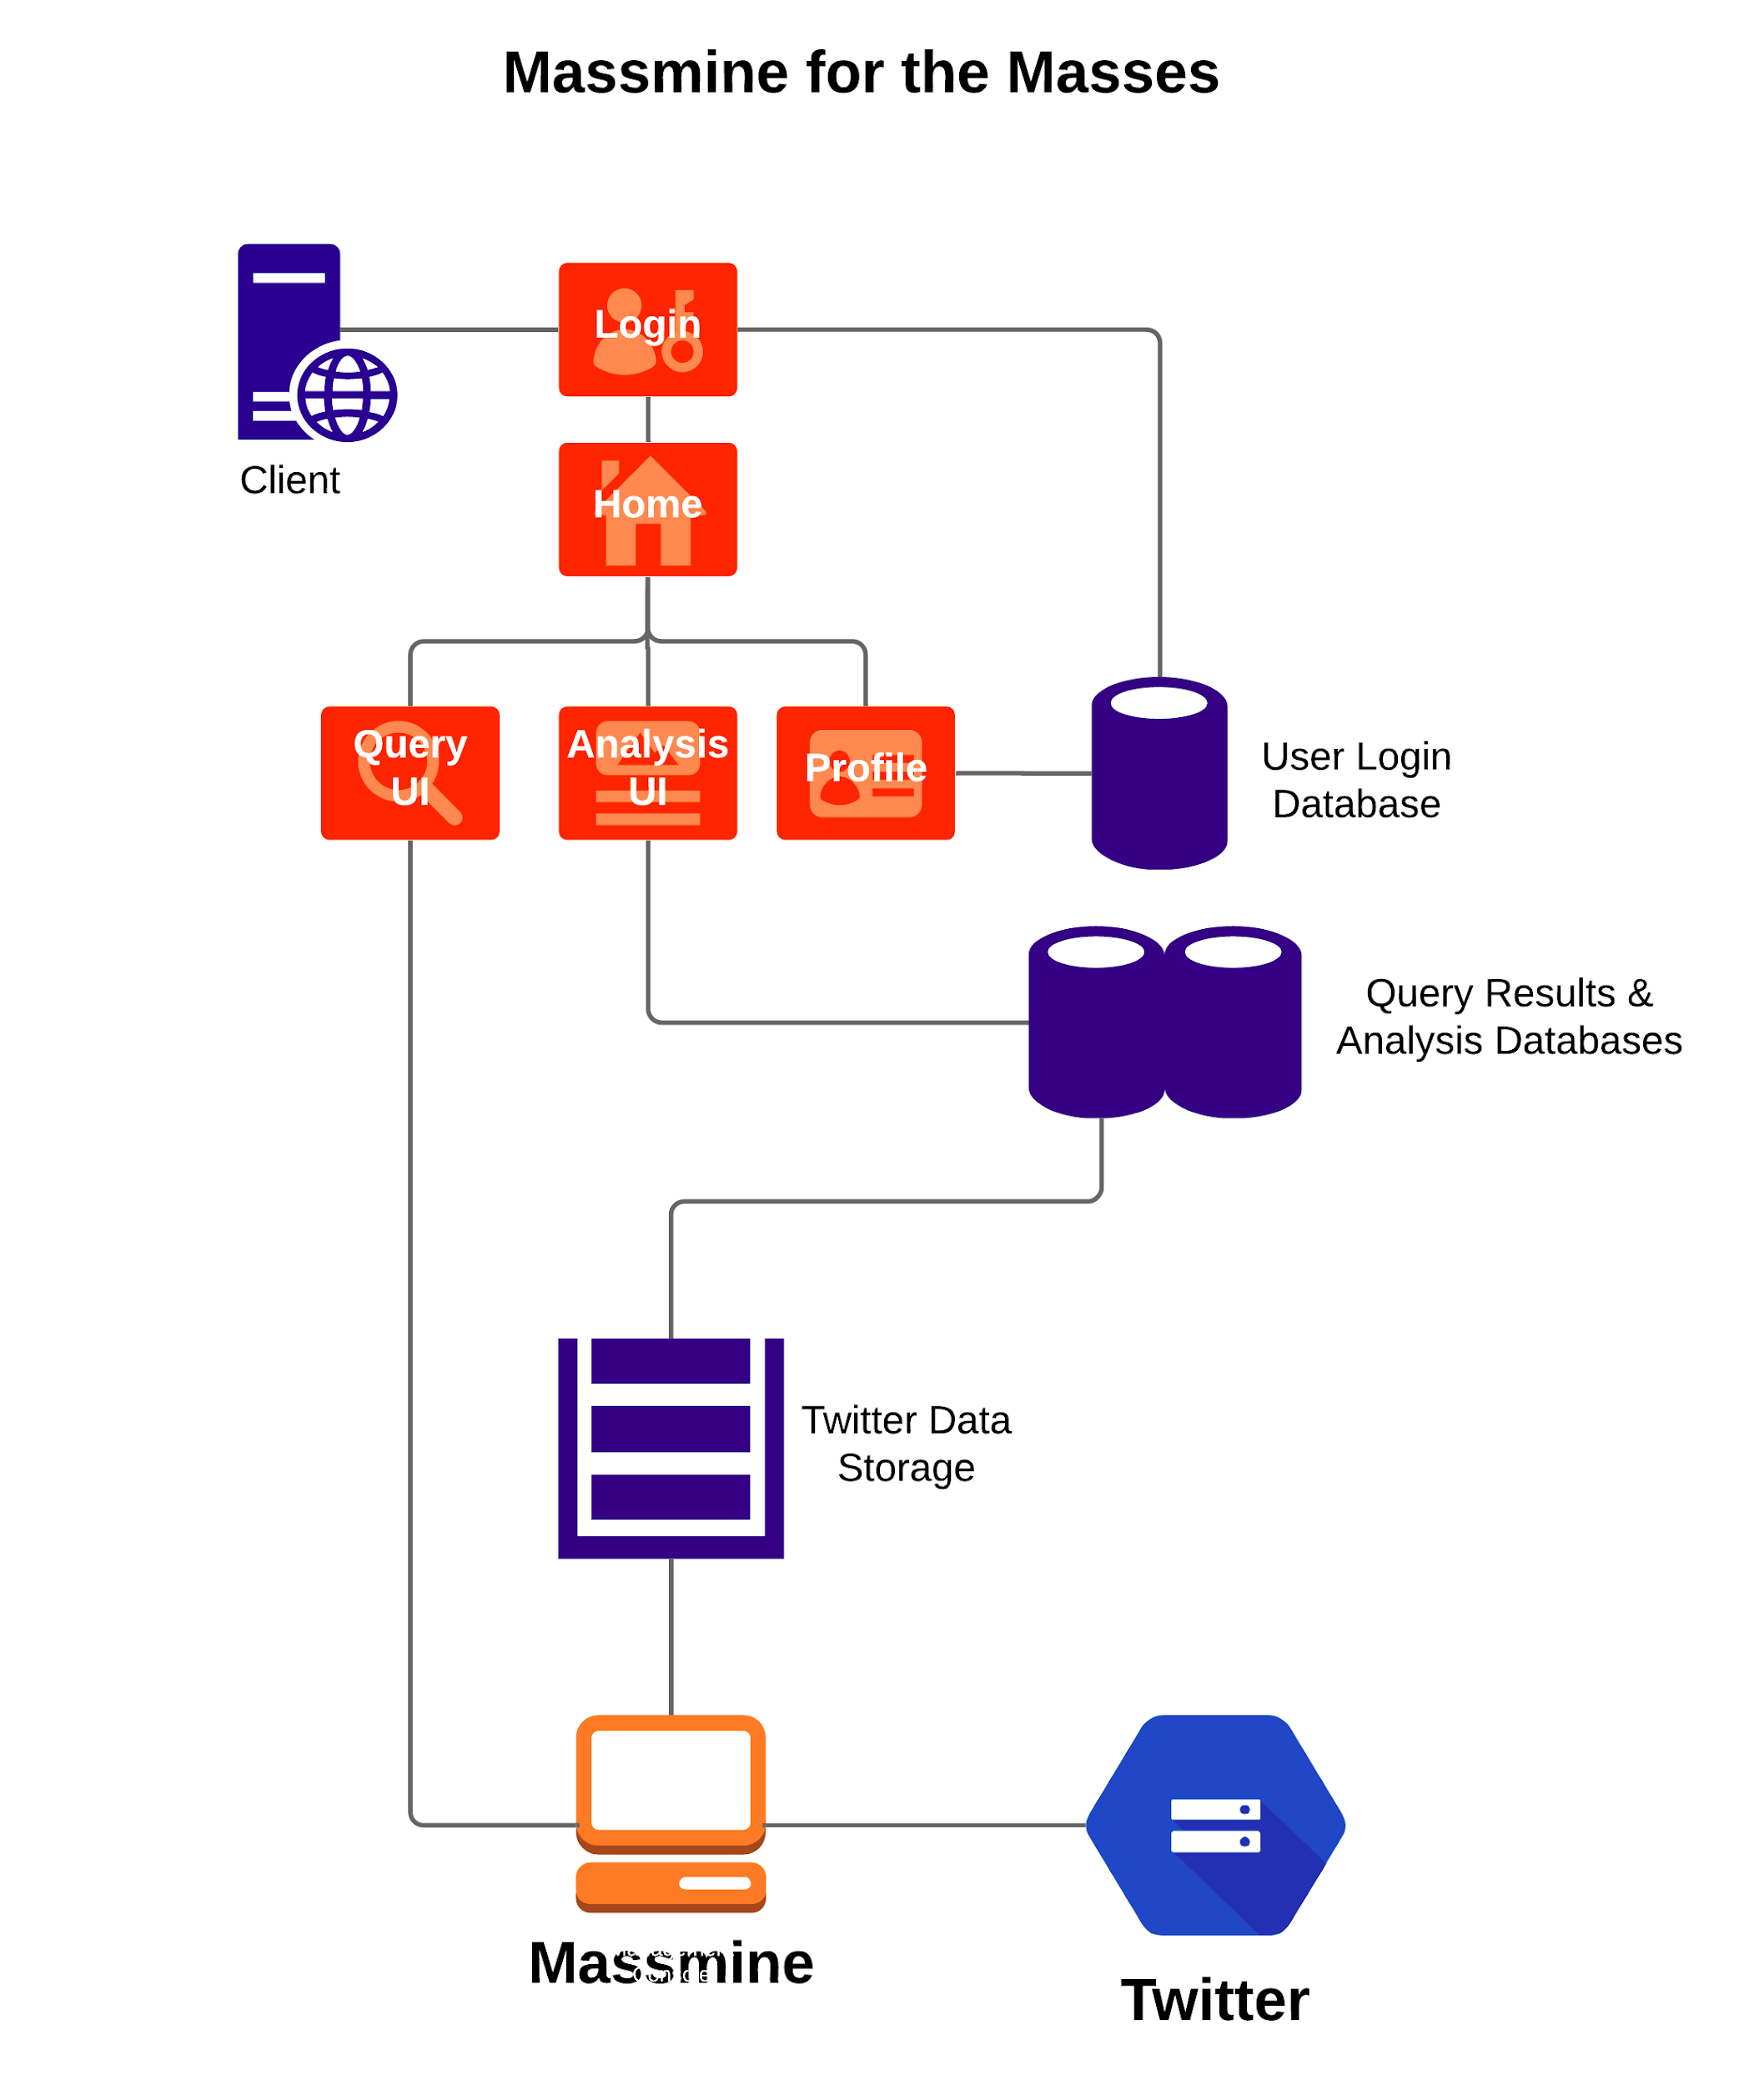 Massmine for the Masses
Login
Client
Home
Query
UI
Analysis
UI
Profile
User Login
Database
Query Results &
Analysis Databases
Twitter Data
Storage
Massmine
Console
Twitter